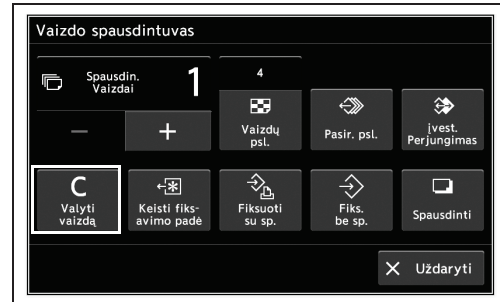 Vaizdo spausdintuvas
Spausdin.
Vaizdai
1
4
Vaizdų
psl.
Pasir. psl.
įvest.
Perjungimas
C
Valyti
vaizdą
Keisti fiks-
avimo padė
Fiksuoti
su sp.
Fiks.
be sp.
Spausdinti
Uždaryti